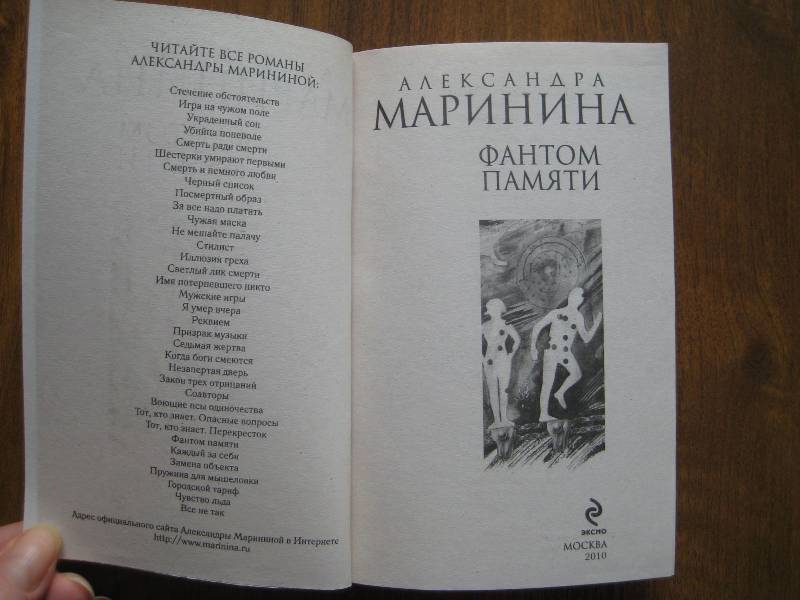 ЧИТАЙТЕ ВСЕ РОМАНЫ
АЛЕКСАНДРЫ МАРИНИНОЙ:
Стечение обстоятельств
Игра на чужом поле
Украденный сон
Убийца поневоле
Смерть ради смерти
Шестерки умирают первыми
Смерть и немного любви
Черный список
Посмертный образ
За все надо платить
Чужая маска
Не мешайте палачу
Стилист
Иллюзия греха
Светлый лик смерти
Имя потерпевшего никто
Мужские игры
Я умер вчера
Реквием
Призрак музыки
Седьмая жертва
Когда боги смеются
Незапертая дверь
Закон трех отрицаний
Соавторы
Воющие псы одиночества
Тот, кто знает. Опасные вопросы
Тот, кто знает. Перекресток
Фантом памяти
Каждый за себя
Замена объекта
Пружина для мышеловки
Городской тариф
Чувство льда
Все не так
Адрес официального сайта Александры Марининой в Интернете
http://www.marinina.ru
АЛЕКСАНДРА
МАРИНИНА
ФАНТОМ
ПАМЯТИ
ЭКСМО
МОСКВА
2010